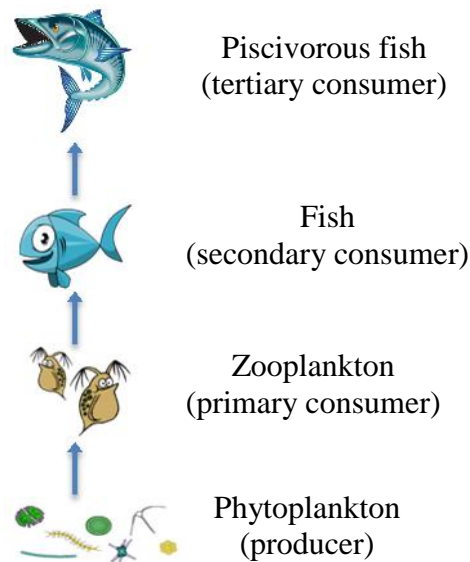 Piscivorous fish
(tertiary consumer)
Fish
(secondary consumer)
Zooplankton
(primary consumer)
Phytoplankton
(producer)